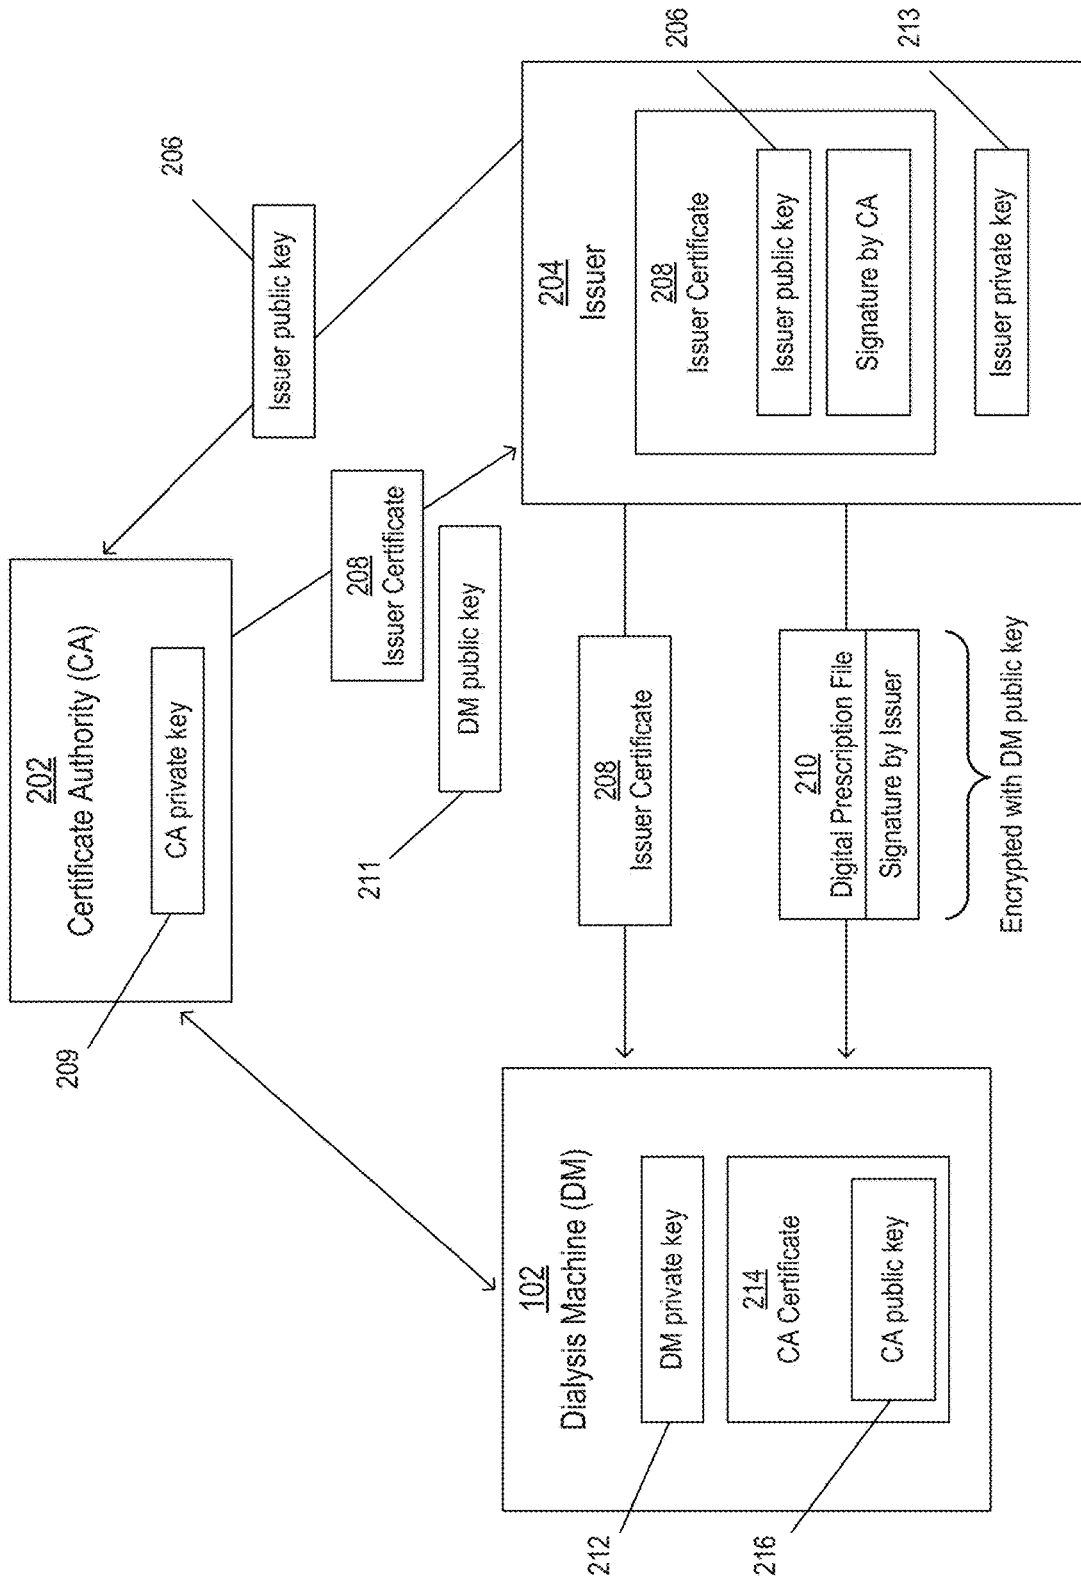 202
Certificate Authority (CA)
CA private key
209
206
Issuer public key
208
Issuer Certificate
DM public key
211
102
Dialysis Machine (DM)
DM private key
212
214
CA Certificate
CA public key
216
208
Issuer Certificate
210
Digital Prescription File
Signature by Issuer
Encrypted with DM public key
204
Issuer
208
Issuer Certificate
Issuer public key
206
Signature by CA
Issuer private key
213